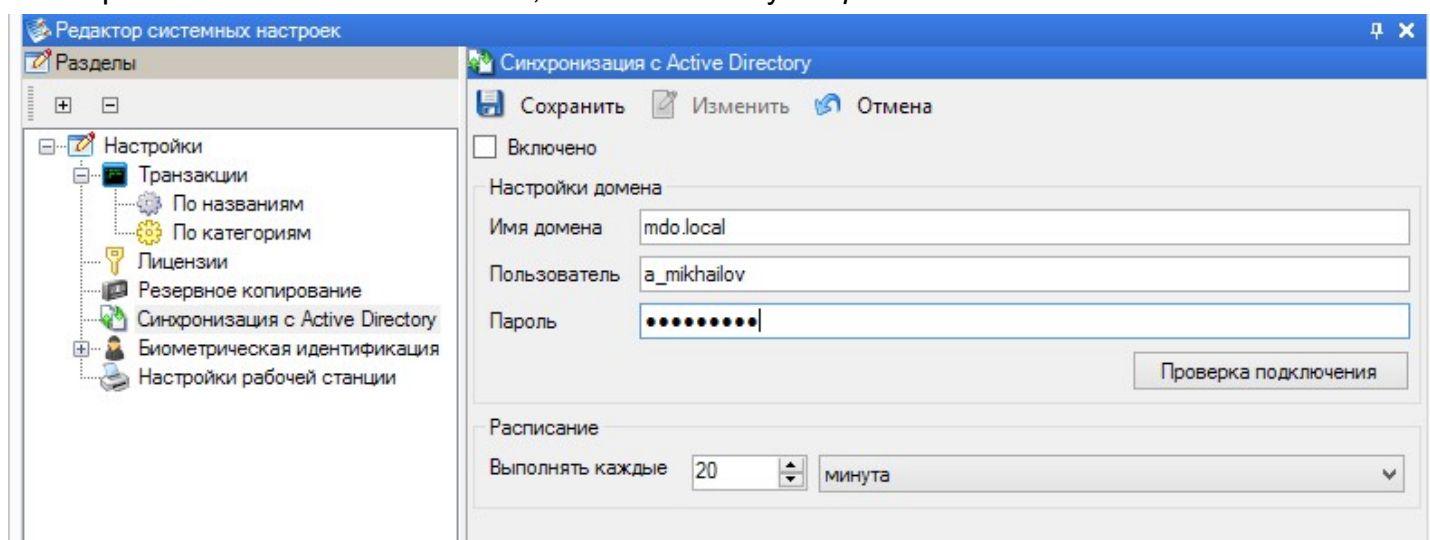 Редактор системных настроек
Разделы
Настройки
Транзакции
По названиям
По категориям
Лицензии
Резервное копирование
Синхронизация с Active Directory
Биометрическая идентификация
Настройки рабочей станции
Синхронизация с Active Directory
Сохранить Изменить Отмена
Включено
Настройки домена
Имя домена mdo.local
Пользователь a_mikhailov
Пароль ●●●●●●●●●
Проверка подключения
Расписание
Выполнять каждые 20 минута